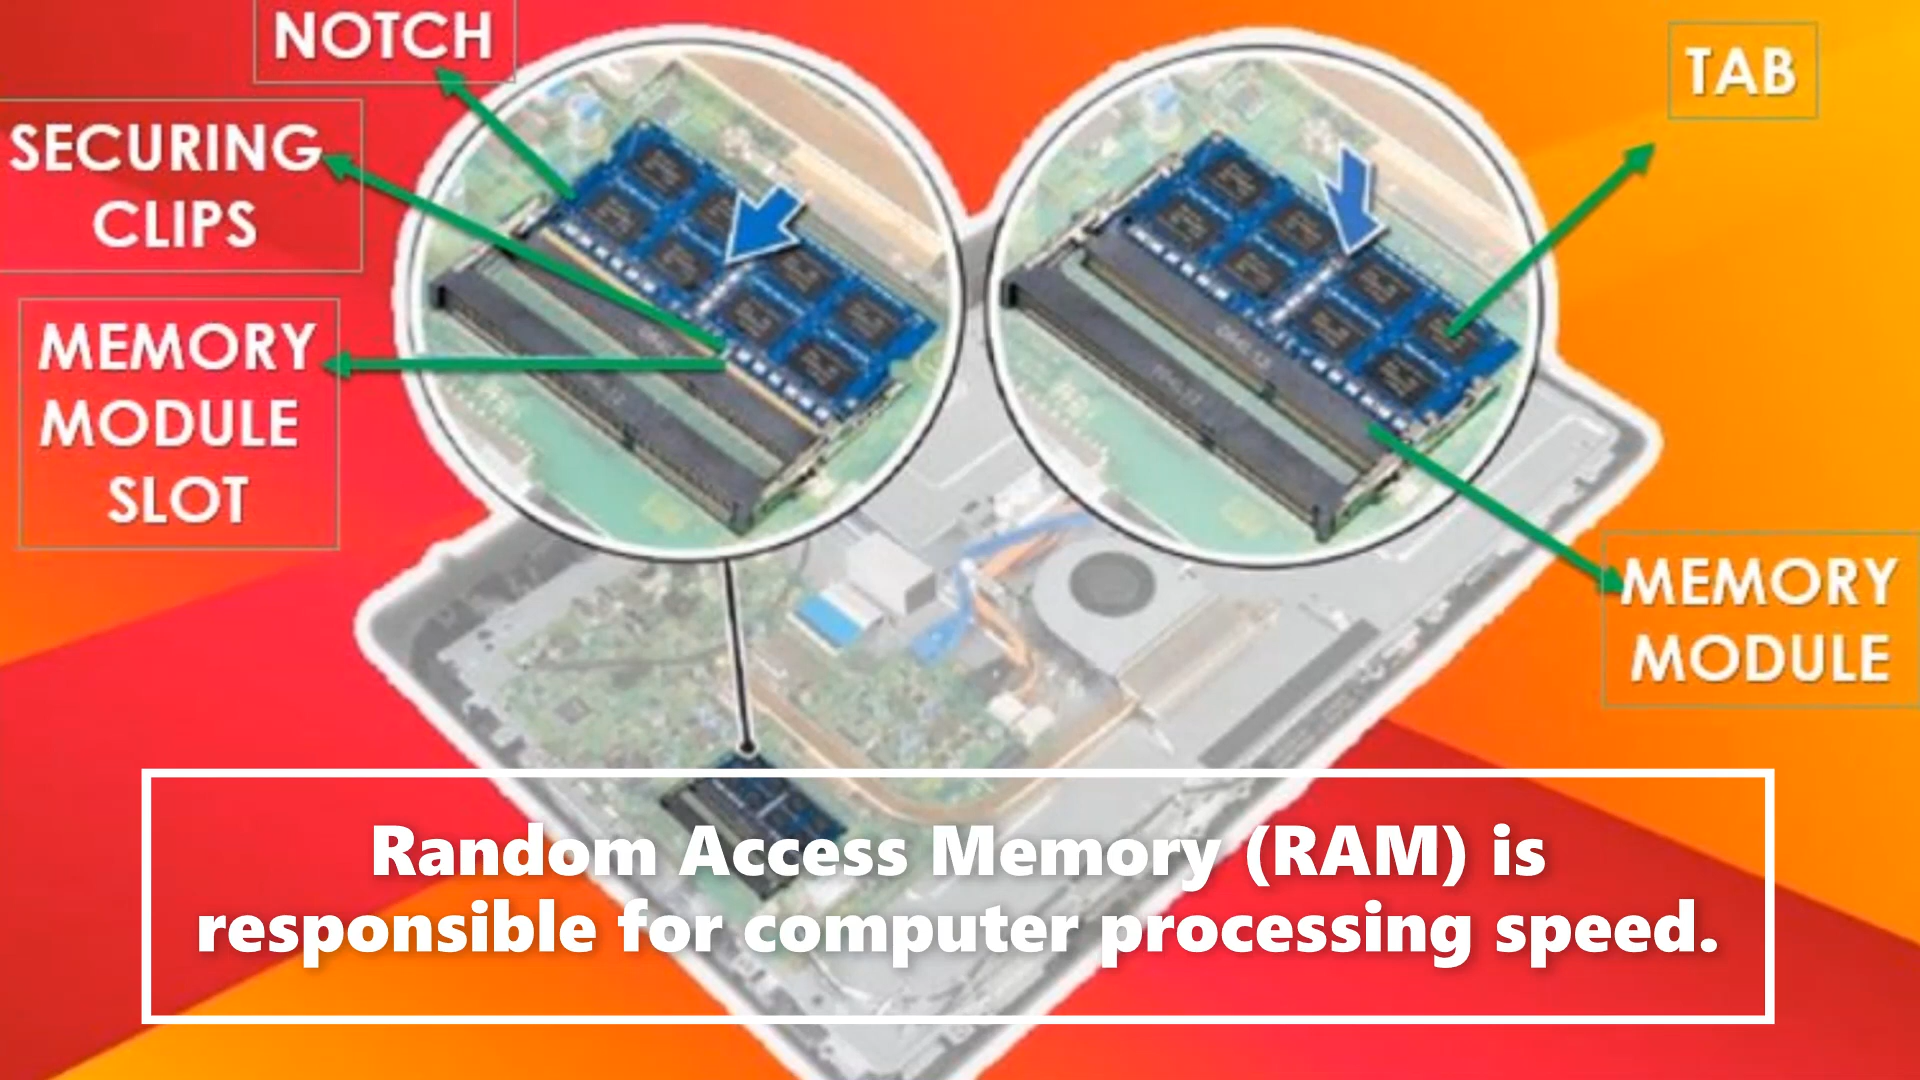 NOTCH
SECURING
CLIPS
MEMORY
MODULE
SLOT
TAB
MEMORY
MODULE
Random Access Memory (RAM) is
responsible for computer processing speed.